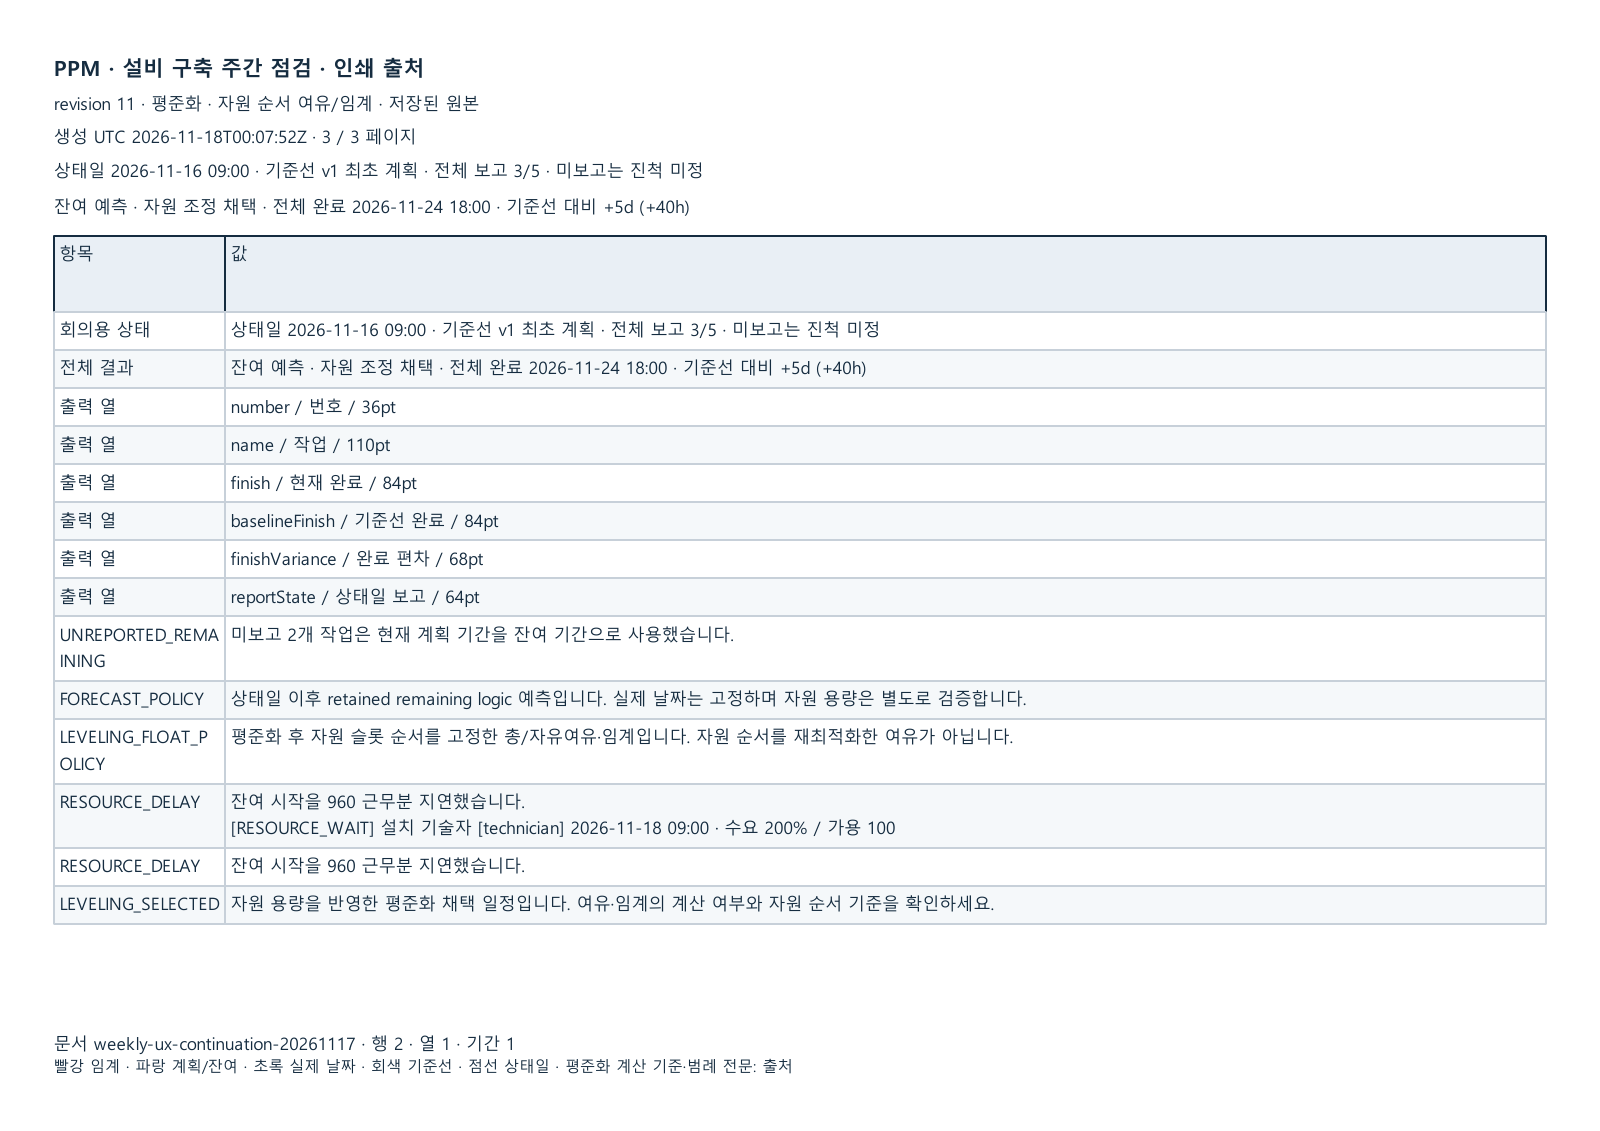 PPM · 설비 구축 주간 점검 · 인쇄 출처
revision 11 · 평준화 · 자원 순서 여유/임계 · 저장된 원본
생성 UTC 2026-11-18T00:07:52Z · 3 / 3 페이지
상태일 2026-11-16 09:00 · 기준선 v1 최초 계획 · 전체 보고 3/5 · 미보고는 진척 미정
잔여 예측 · 자원 조정 채택 · 전체 완료 2026-11-24 18:00 · 기준선 대비 +5d (+40h)
항목 값
회의용 상태 상태일 2026-11-16 09:00 · 기준선 v1 최초 계획 · 전체 보고 3/5 · 미보고는 진척 미정
전체 결과 잔여 예측 · 자원 조정 채택 · 전체 완료 2026-11-24 18:00 · 기준선 대비 +5d (+40h)
출력 열 number / 번호 / 36pt
출력 열 name / 작업 / 110pt
출력 열 finish / 현재 완료 / 84pt
출력 열 baselineFinish / 기준선 완료 / 84pt
출력 열 finishVariance / 완료 편차 / 68pt
출력 열 reportState / 상태일 보고 / 64pt
UNREPORTED_REMA 미보고 2개 작업은 현재 계획 기간을 잔여 기간으로 사용했습니다.
INING
FORECAST_POLICY 상태일 이후 retained remaining logic 예측입니다. 실제 날짜는 고정하며 자원 용량은 별도로 검증합니다.
LEVELING_FLOAT_P 평준화 후 자원 슬롯 순서를 고정한 총/자유여유·임계입니다. 자원 순서를 재최적화한 여유가 아닙니다.
OLICY
RESOURCE_DELAY 잔여 시작을 960 근무분 지연했습니다.
[RESOURCE_WAIT] 설치 기술자 [technician] 2026-11-18 09:00 · 수요 200% / 가용 100
RESOURCE_DELAY 잔여 시작을 960 근무분 지연했습니다.
LEVELING_SELECTED 자원 용량을 반영한 평준화 채택 일정입니다. 여유·임계의 계산 여부와 자원 순서 기준을 확인하세요.
문서 weekly-ux-continuation-20261117 · 행 2 · 열 1 · 기간 1
빨강 임계 · 파랑 계획/잔여 · 초록 실제 날짜 · 회색 기준선 · 점선 상태일 · 평준화 계산 기준·범례 전문: 출처